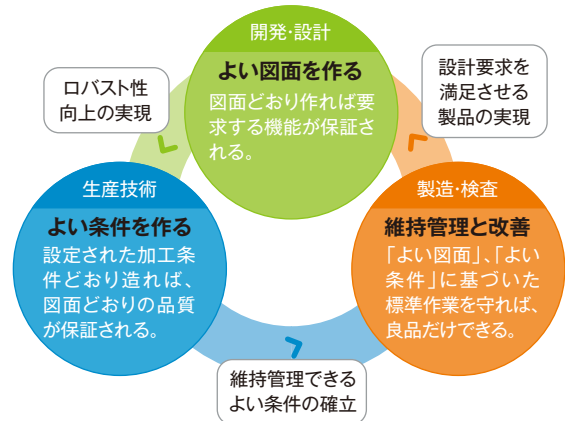 開発・設計
よい図面を作る
図面どおり作れば要
求する機能が保証さ
れる。
ロバスト性
向上の実現
設計要求を
満足させる
製品の実現
生産技術
よい条件を作る
設定された加工条
件どおり造れば、
図面どおりの品質
が保証される。
製造・検査
維持管理と改善
「よい図面」、「よい
条件」に基づいた
標準作業を守れば、
良品だけできる。
維持管理できる
よい条件の確立